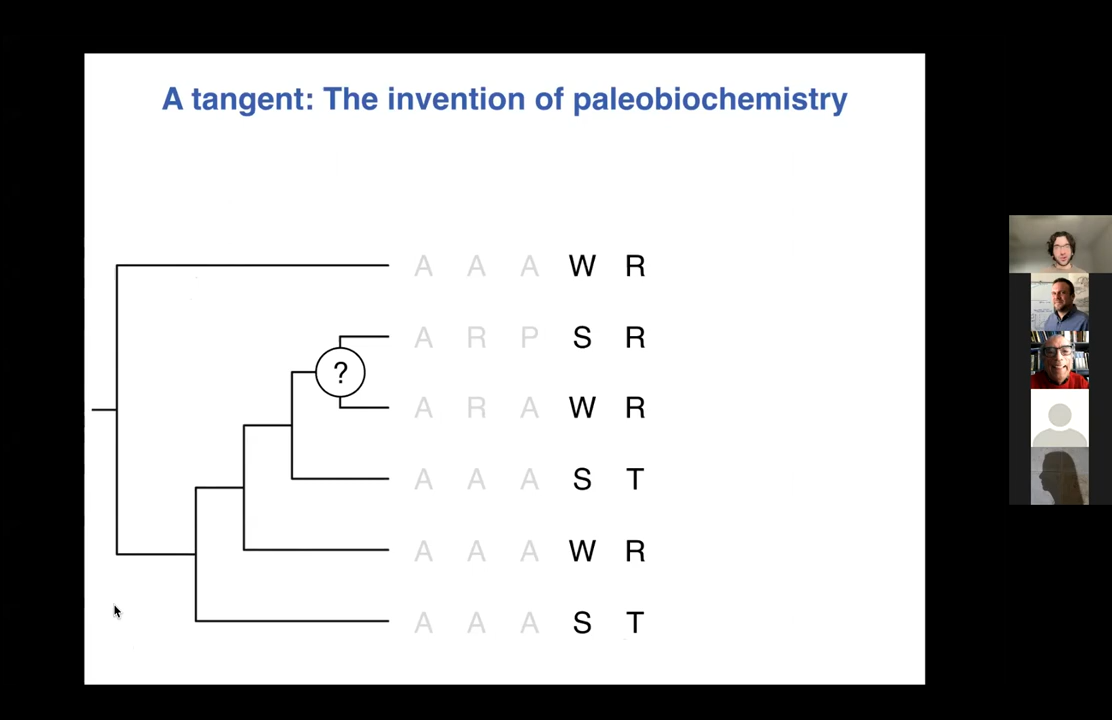 A tangent: The invention of paleobiochemistry
A A A W R
A R P S R
?
A R A W R
A A A S T
A A A W R
A A A S T